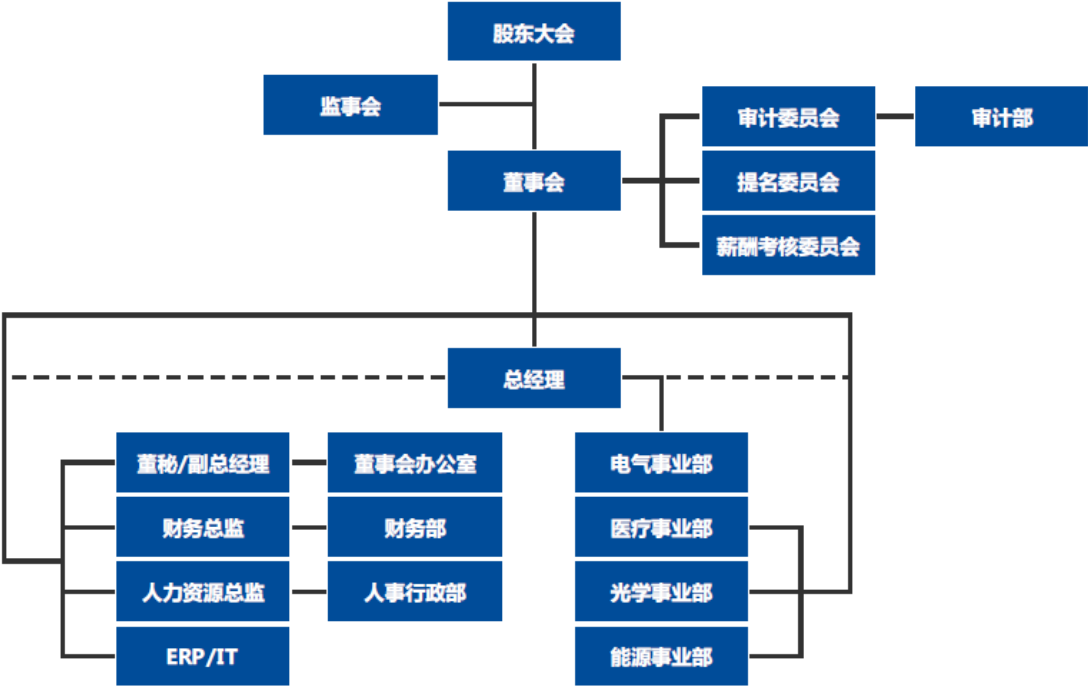 股东大会
监事会
审计委员会
审计部
董事会
提名委员会
薪酬考核委员会
总经理
董秘/副总经理
董事会办公室
电气事业部
财务总监
财务部
医疗事业部
人力资源总监
人事行政部
光学事业部
ERP/IT
能源事业部